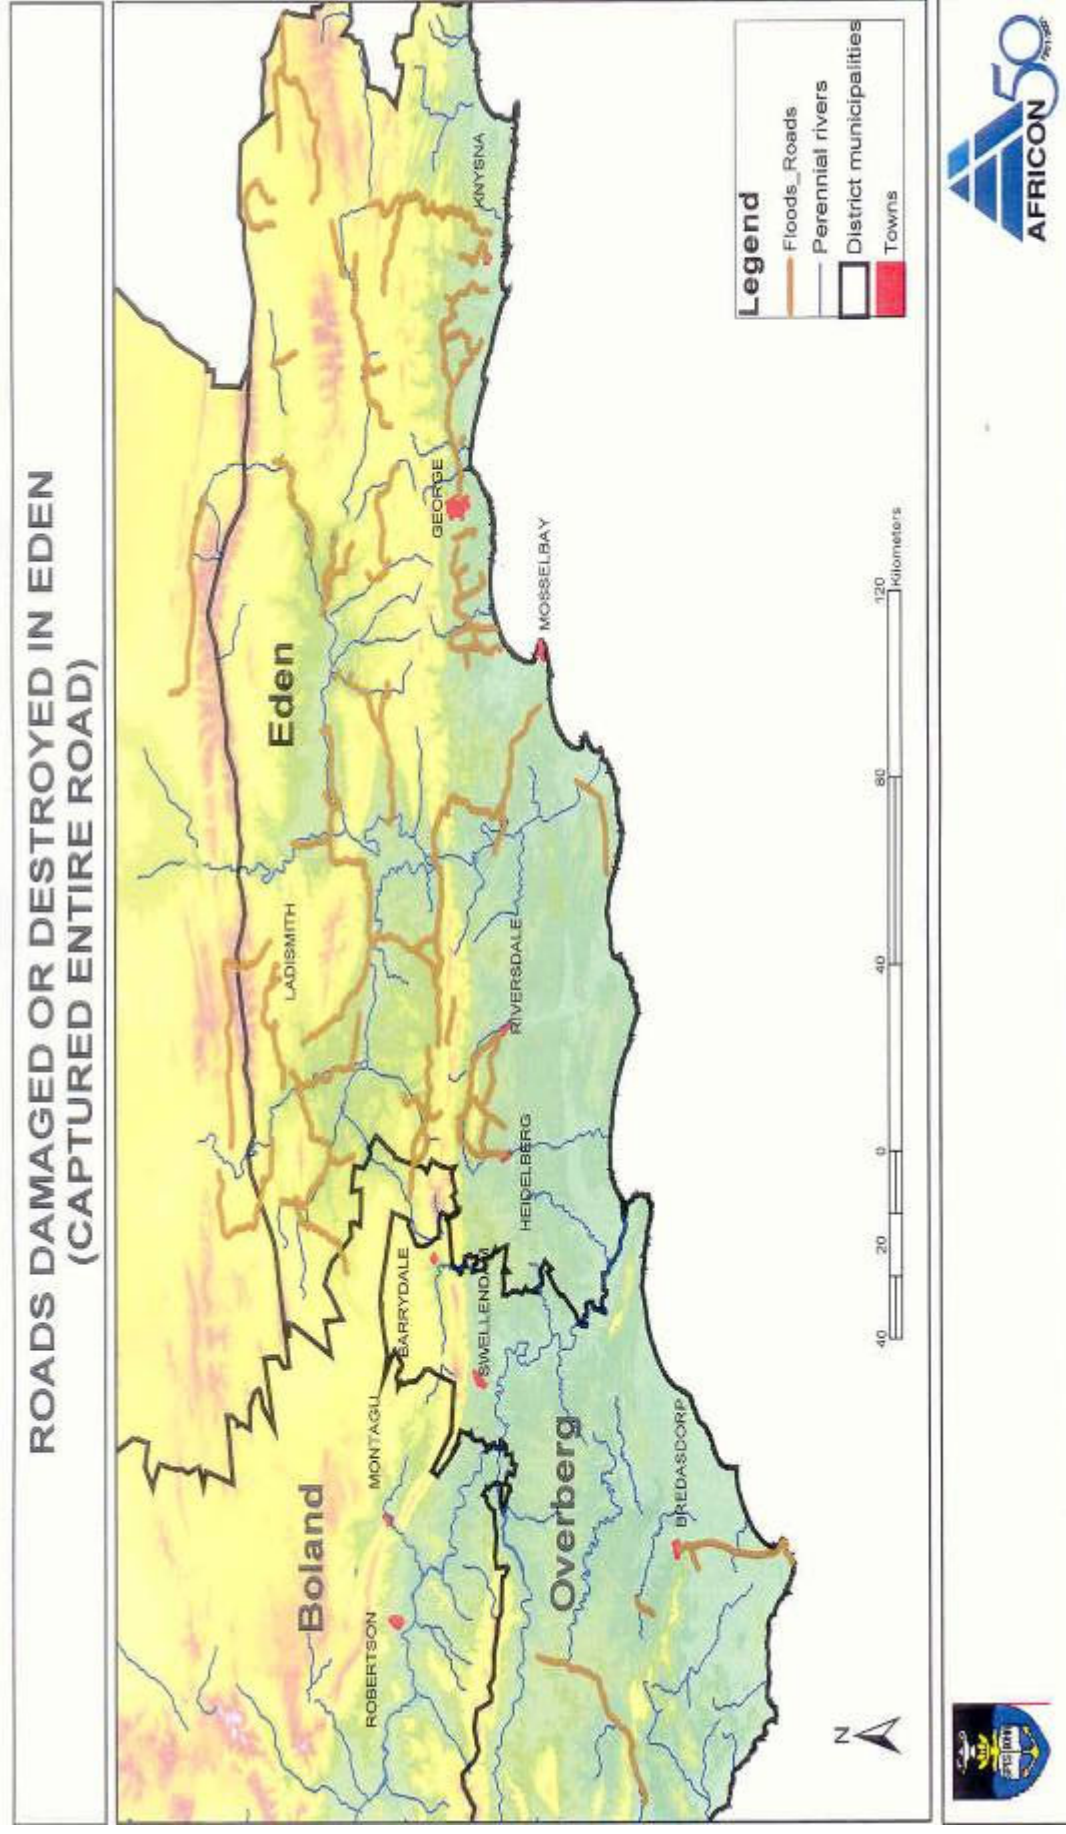 ROADS DAMAGED OR DESTROYED IN EDEN
(CAPTURED ENTIRE ROAD)
Boland
Eden
Overberg
LADISMITH
MONTAGU
BARRYDALE
ROBERTSON
SWELLENDAM
HEIDELBERG
RIVERSDALE
GEORGE
KNYSNA
MOSSELBAY
BREDASDORP
N
40 20 0 40 80 120
Kilometers
Legend
Floods_Roads
Perennial rivers
District municipalities
Towns
AFRICON
50